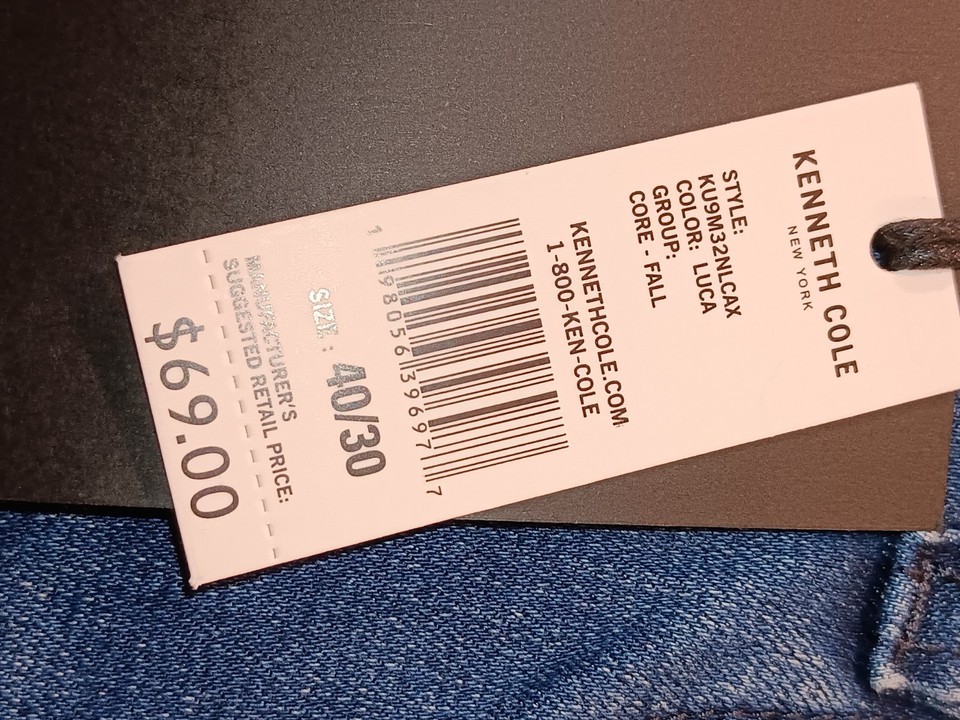 KENNETH COLE
NEW YORK
STYLE:
KU9M32NLCAX
COLOR: LUCA
GROUP:
CORE - FALL
KENNETHCOLE.COM
1-800-KEN-COLE
1 98056 39697 7
SIZE: 40/30
MANUFACTURER'S
SUGGESTED RETAIL PRICE:
$69.00